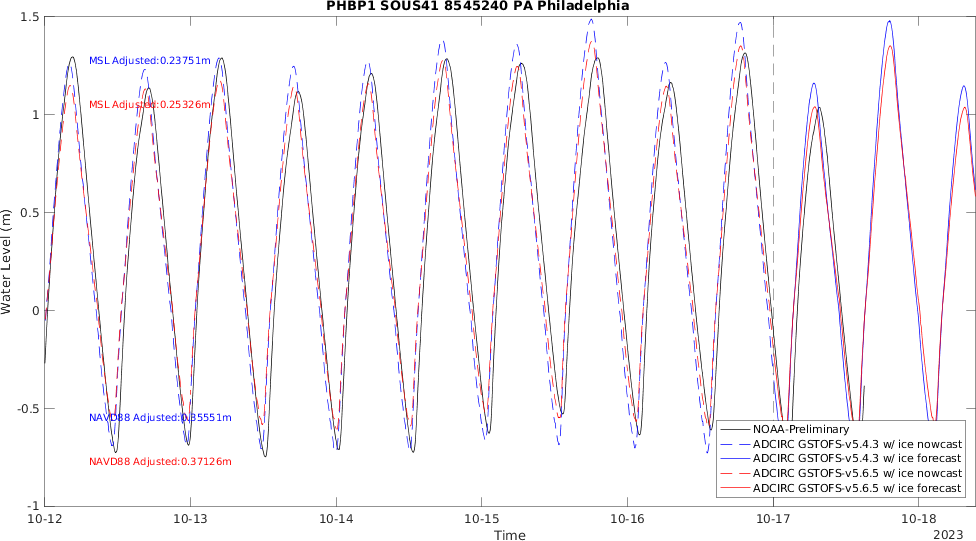 PHBP1 SOUS41 8545240 PA Philadelphia
1.5
1
0.5
0
-0.5
-1
Water Level (m)
MSL Adjusted:0.23751m
MSL Adjusted:0.25326m
NAVD88 Adjusted:0.35551m
NAVD88 Adjusted:0.37126m
NOAA-Preliminary
ADCIRC GSTOFS-v5.4.3 w/ ice nowcast
ADCIRC GSTOFS-v5.4.3 w/ ice forecast
ADCIRC GSTOFS-v5.6.5 w/ ice nowcast
ADCIRC GSTOFS-v5.6.5 w/ ice forecast
10-12 10-13 10-14 10-15 10-16 10-17 10-18
Time
2023